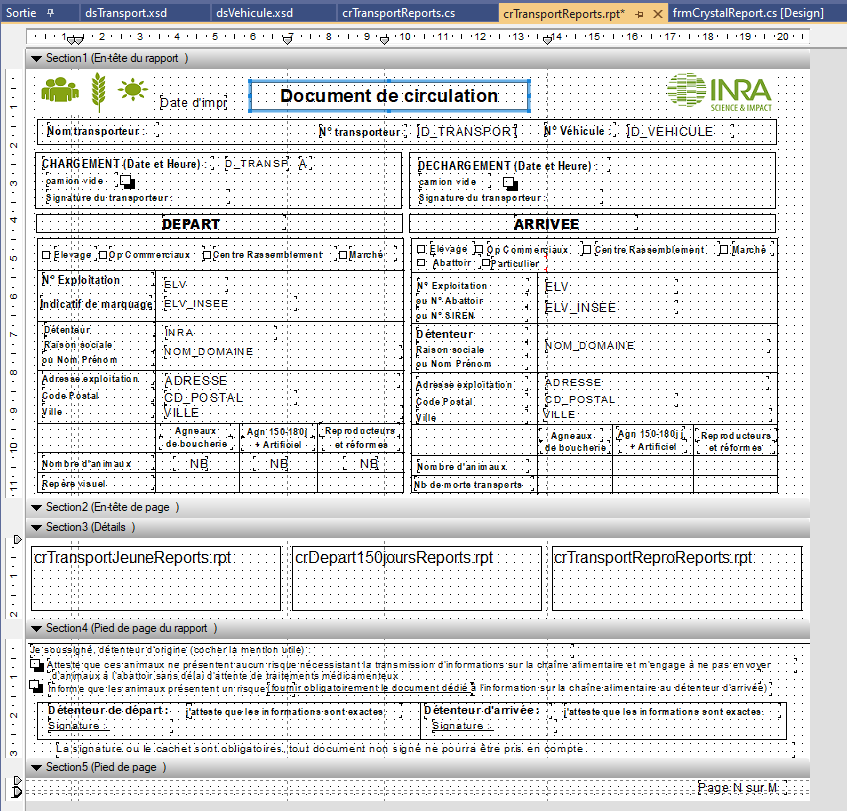 Sortie dsTransport.xsd dsVehicule.xsd crTransportReports.cs crTransportReports.rpt* frmCrystalReport.cs [Design]
1 2 3 4 5 6 7 8 9 10 11 12 13 14 15 16 17 18 19 20
Section1 (En-tête du rapport )
Date d'impr
Document de circulation
INRA
SCIENCE & IMPACT
Nom transporteur : N° transporteur : D_TRANSPORT N° Véhicule : ID_VEHICULE
CHARGEMENT (Date et Heure) : D_TRANSP A DECHARGEMENT (Date et Heure) :
camion vide camion vide
Signature du transporteur : Signature du transporteur :
DEPART ARRIVEE
Elevage Op Commerciaux Centre Rassemblement Marché Elevage Op Commerciaux Centre Rassemblement Marché
Abattoir Particulier
N° Exploitation ELV N° Exploitation ELV
ou N° Abattoir
Indicatif de marquage ELV_INSEE ELV_INSEE
ou N° SIREN
Détenteur INRA Détenteur
Raison sociale NOM_DOMAINE Raison sociale NOM_DOMAINE
ou Nom Prénom ou Nom Prénom
Adresse exploitation ADRESSE Adresse exploitation ADRESSE
Code Postal CD_POSTAL Code Postal CD_POSTAL
Ville VILLE Ville VILLE
Agneaux de boucherie Agn 150-180j + Artificiel Reproducteurs et réformes Agneaux de boucherie Agn 150-180j + Artificiel Reproducteurs et réformes
Nombre d'animaux NB NB NB Nombre d'animaux
Repère visuel Nb de morts transports
Section2 (En-tête de page )
Section3 (Détails )
crTransportJeuneReports.rpt crDepart150joursReports.rpt crTransportReproReports.rpt
Section4 (Pied de page du rapport )
Je soussigné, détenteur d'origine (cocher la mention utile) :
Atteste que ces animaux ne présentent aucun risque nécessistant la transmission d'informations sur la chaîne alimentaire et m'engage à ne pas envoyer
d'animaux à l'abattoir sans délai d'attente de traitements médicamenteux
Informe que les animaux présentent un risque (fournir obligatoirement le document dédié à l'information sur la chaîne alimentaire au détenteur d'arrivée)
Détenteur de départ : j'atteste que les informations sont exactes. Détenteur d'arrivée : j'atteste que les informations sont exactes.
Signature : Signature :
La signature ou le cachet sont obligatoires, tout document non signé ne pourra être pris en compte
Section5 (Pied de page )
Page N sur M